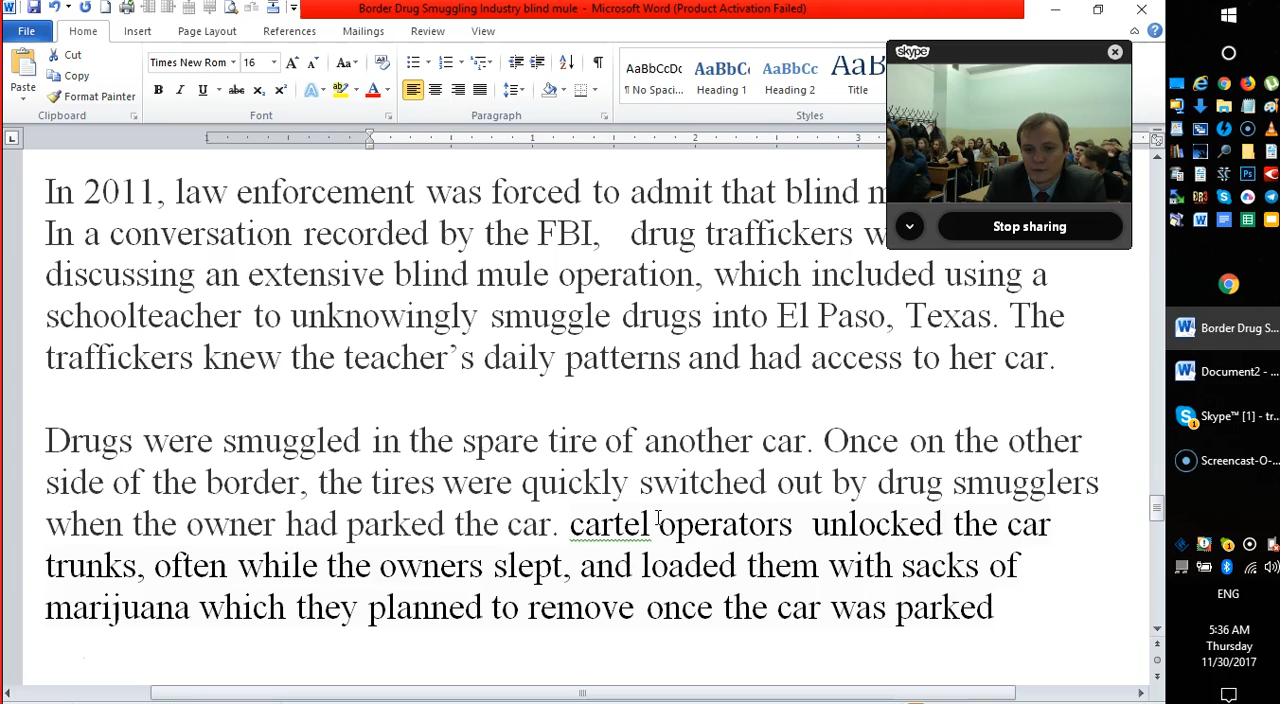 Border Drug Smuggling Industry blind mule - Microsoft Word (Product Activation Failed)
File Home Insert Page Layout References Mailings Review View
Paste Cut Copy Format Painter
Times New Rom 16
AaBbCcDc AaBbCc AaBbCc AaB
¶ No Spaci... Heading 1 Heading 2 Title
Clipboard Font Paragraph Styles
1 1 2 3
skype
Stop sharing
In 2011, law enforcement was forced to admit that blind
In a conversation recorded by the FBI, drug traffickers
discussing an extensive blind mule operation, which included using a
schoolteacher to unknowingly smuggle drugs into El Paso, Texas. The
traffickers knew the teacher’s daily patterns and had access to her car.
Drugs were smuggled in the spare tire of another car. Once on the other
side of the border, the tires were quickly switched out by drug smugglers
when the owner had parked the car. cartel operators unlocked the car
trunks, often while the owners slept, and loaded them with sacks of
marijuana which they planned to remove once the car was parked
Border Drug S...
Document2 - ...
Skype™ [1] - tr...
Screencast-O-...
ENG
5:36 AM
Thursday
11/30/2017